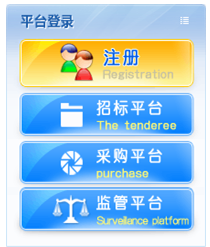 平台登录
注册
Registration
招标平台
The tenderee
采购平台
purchase
监管平台
Surveilance platform